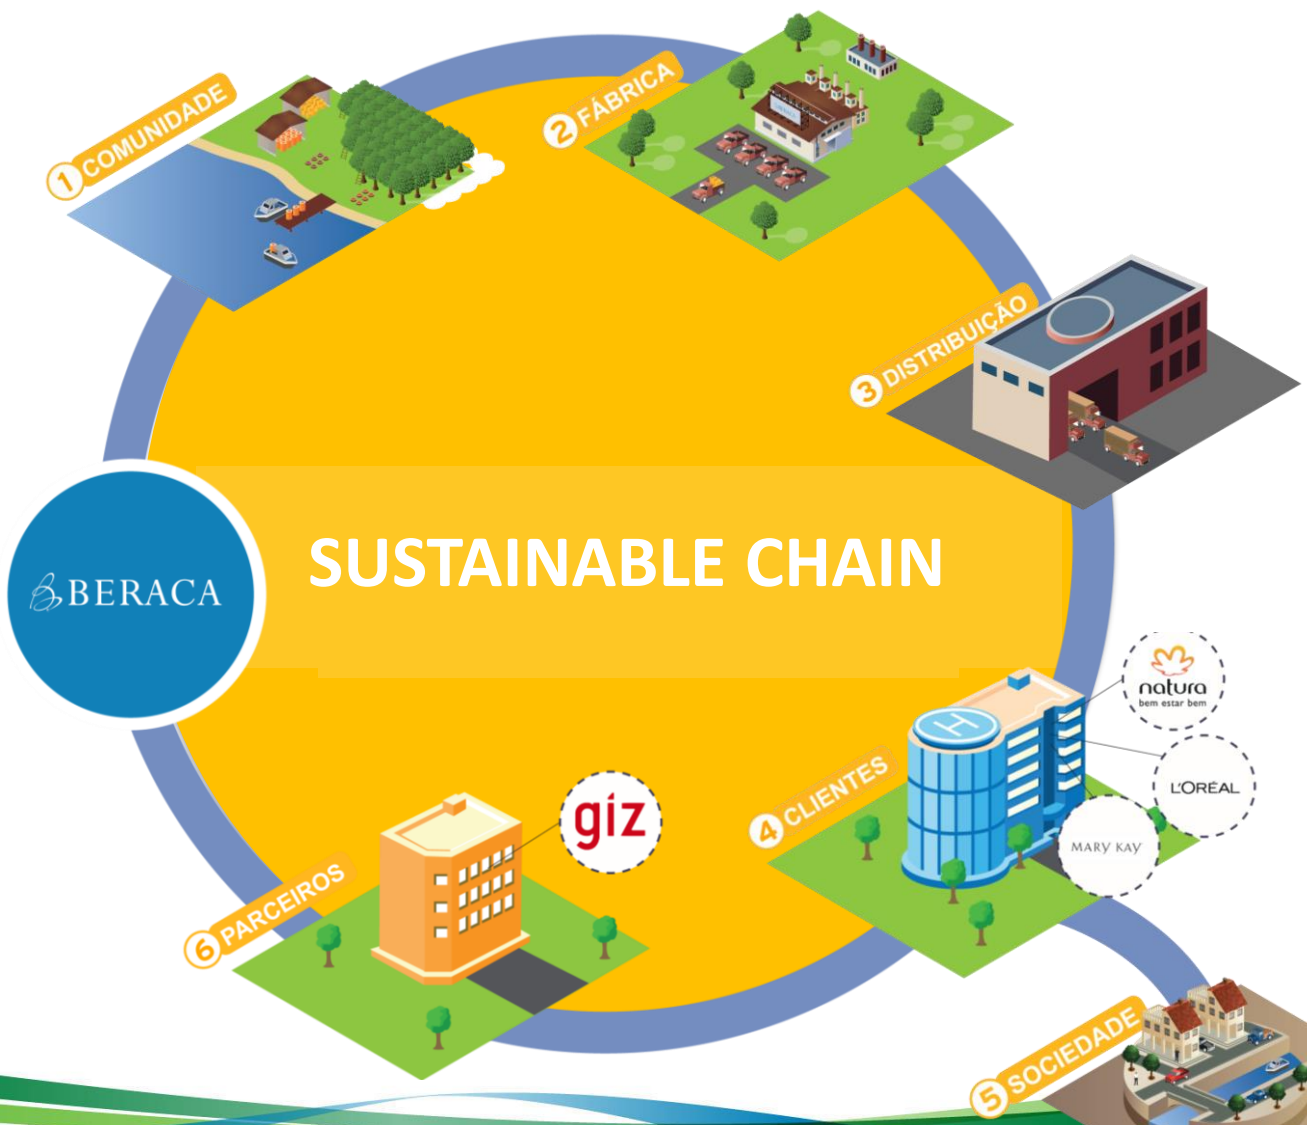 1 COMUNIDADE
2 FÁBRICA
3 DISTRIBUIÇÃO
SUSTAINABLE CHAIN
BERACA
natura
bem estar bem
L'ORÉAL
MARY KAY
4 CLIENTES
giz
6 PARCEIROS
5 SOCIEDADE
H